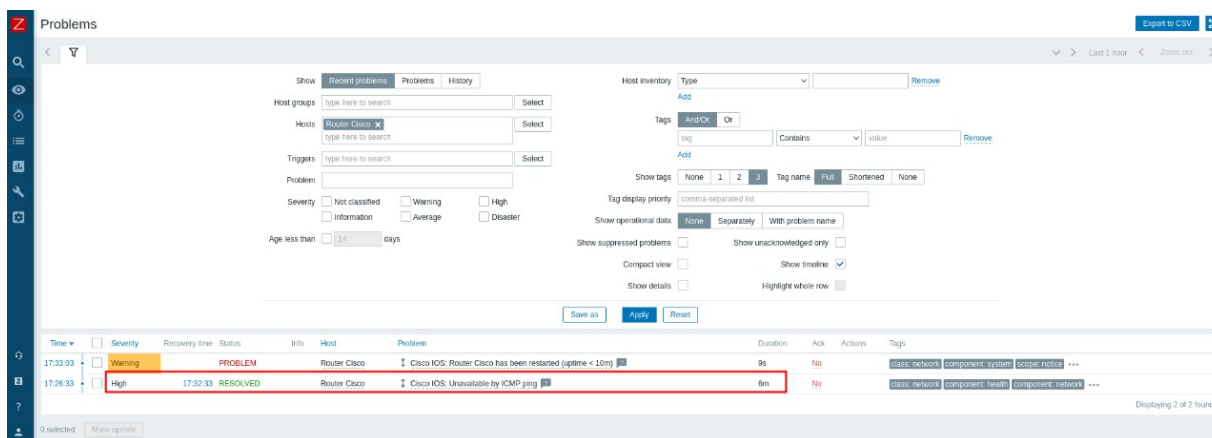 Z Problems Export to CSV
Last 1 hour Zoom out
Show Recent problems Problems History Host inventory Type Remove
Add
Host groups type here to search Select
Hosts Router Cisco Select Tags And/Or Or
type here to search
tag Contains value Remove
Add
Triggers type here to search Select
Show tags None 1 2 3 Tag name Full Shortened None
Problem
Tag display priority comma-separated list
Severity Not classified Warning High
Information Average Disaster
Show operational data None Separately With problem name
Age less than 14 days
Show suppressed problems Show unacknowledged only
Compact view Show timeline
Show details Highlight whole row
Save as Apply Reset
Time Severity Recovery time Status Info Host Problem Duration Ack Actions Tags
17:33:03 Warning PROBLEM Router Cisco Cisco IOS: Router Cisco has been restarted (uptime < 10m) ? 9s No class: network component: system scope: notice •••
17:26:33 High 17:32:33 RESOLVED Router Cisco Cisco IOS: Unavailable by ICMP ping ? 6m No class: network component: health component: network •••
Displaying 2 of 2 found
0 selected Mass update
Z
?